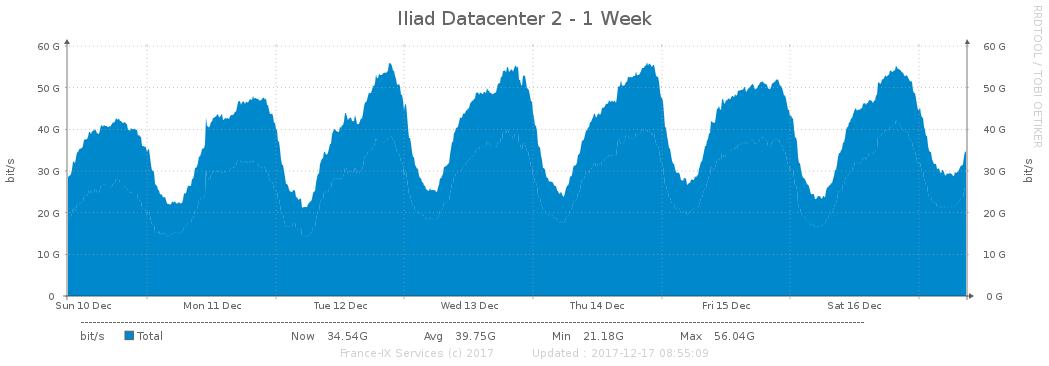 Iliad Datacenter 2 - 1 Week
RRDTOOL / TOBI OETIKER
60 G 60 G
50 G 50 G
40 G 40 G
30 G 30 G
20 G 20 G
10 G 10 G
0 0 G
bit/s bit/s
Sun 10 Dec Mon 11 Dec Tue 12 Dec Wed 13 Dec Thu 14 Dec Fri 15 Dec Sat 16 Dec
bit/s Total Now 34.54G Avg 39.75G Min 21.18G Max 56.04G
France-IX Services (c) 2017 Updated : 2017-12-17 08:55:09